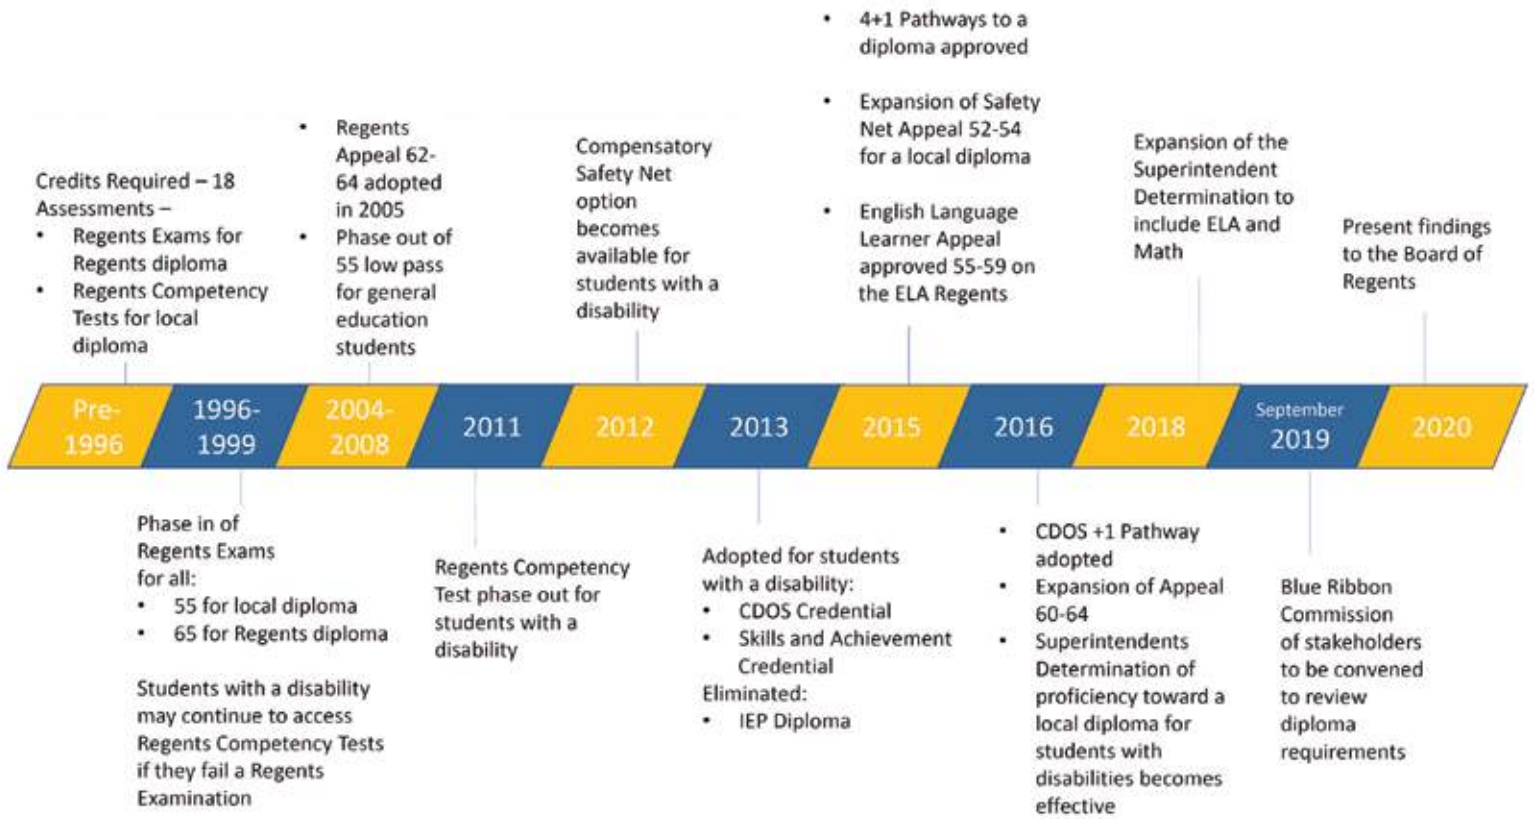 Credits Required – 18
Assessments –
• Regents Exams for
Regents diploma
• Regents Competency
Tests for local
diploma
• Regents
Appeal 62-
64 adopted
in 2005
• Phase out of
55 low pass
for general
education
students
Compensatory
Safety Net
option
becomes
available for
students with a
disability
• 4+1 Pathways to a
diploma approved
• Expansion of Safety
Net Appeal 52-54
for a local diploma
• English Language
Learner Appeal
approved 55-59 on
the ELA Regents
Expansion of the
Superintendent
Determination to
include ELA and
Math
Present findings
to the Board of
Regents
Pre-
1996
1996-
1999
2004-
2008
2011
2012
2013
2015
2016
2018
September
2019
2020
Phase in of
Regents Exams
for all:
• 55 for local diploma
• 65 for Regents diploma
Students with a disability
may continue to access
Regents Competency Tests
if they fail a Regents
Examination
Regents Competency
Test phase out for
students with a
disability
Adopted for students
with a disability:
• CDOS Credential
• Skills and Achievement
Credential
Eliminated:
• IEP Diploma
• CDOS +1 Pathway
adopted
• Expansion of Appeal
60-64
• Superintendents
Determination of
proficiency toward a
local diploma for
students with
disabilities becomes
effective
Blue Ribbon
Commission
of stakeholders
to be convened
to review
diploma
requirements